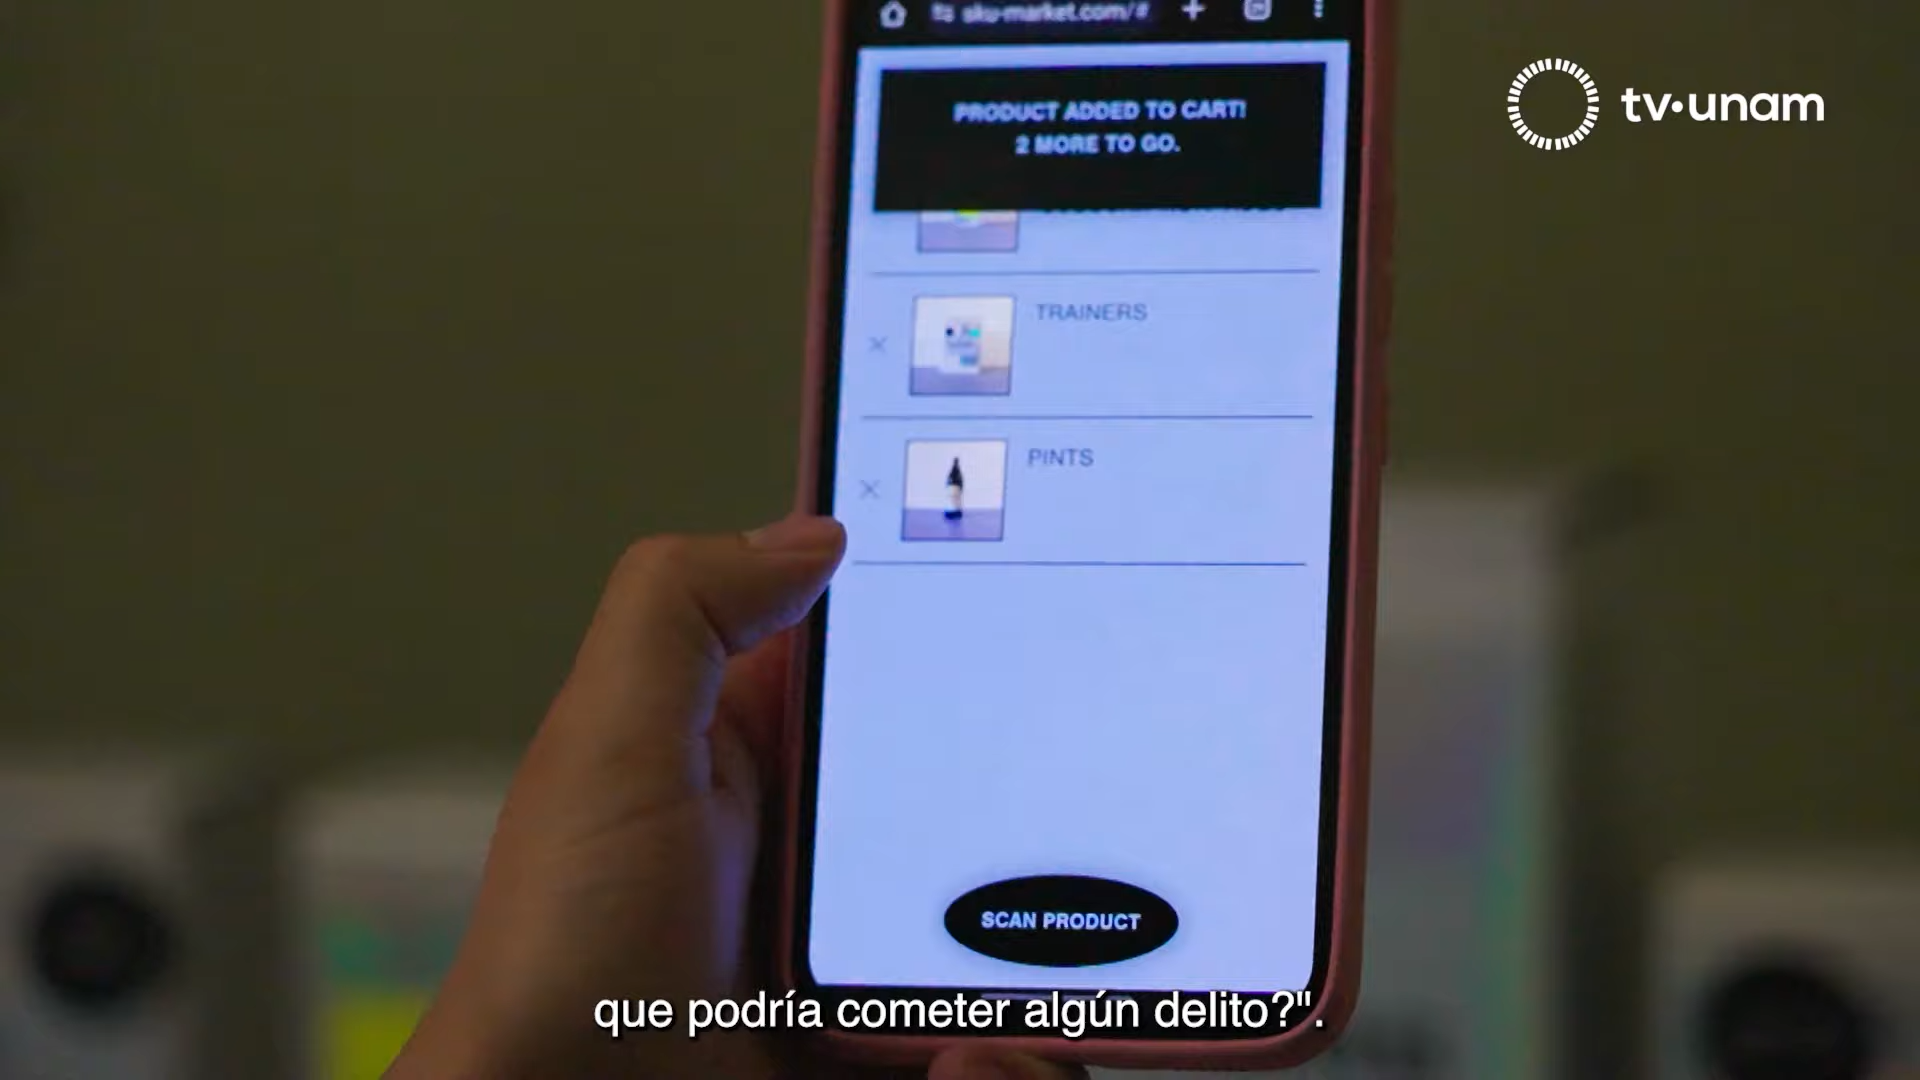 sku-market.com/#
tv·unam
PRODUCT ADDED TO CART!
2 MORE TO GO.
TRAINERS
PINTS
SCAN PRODUCT
que podría cometer algún delito?".